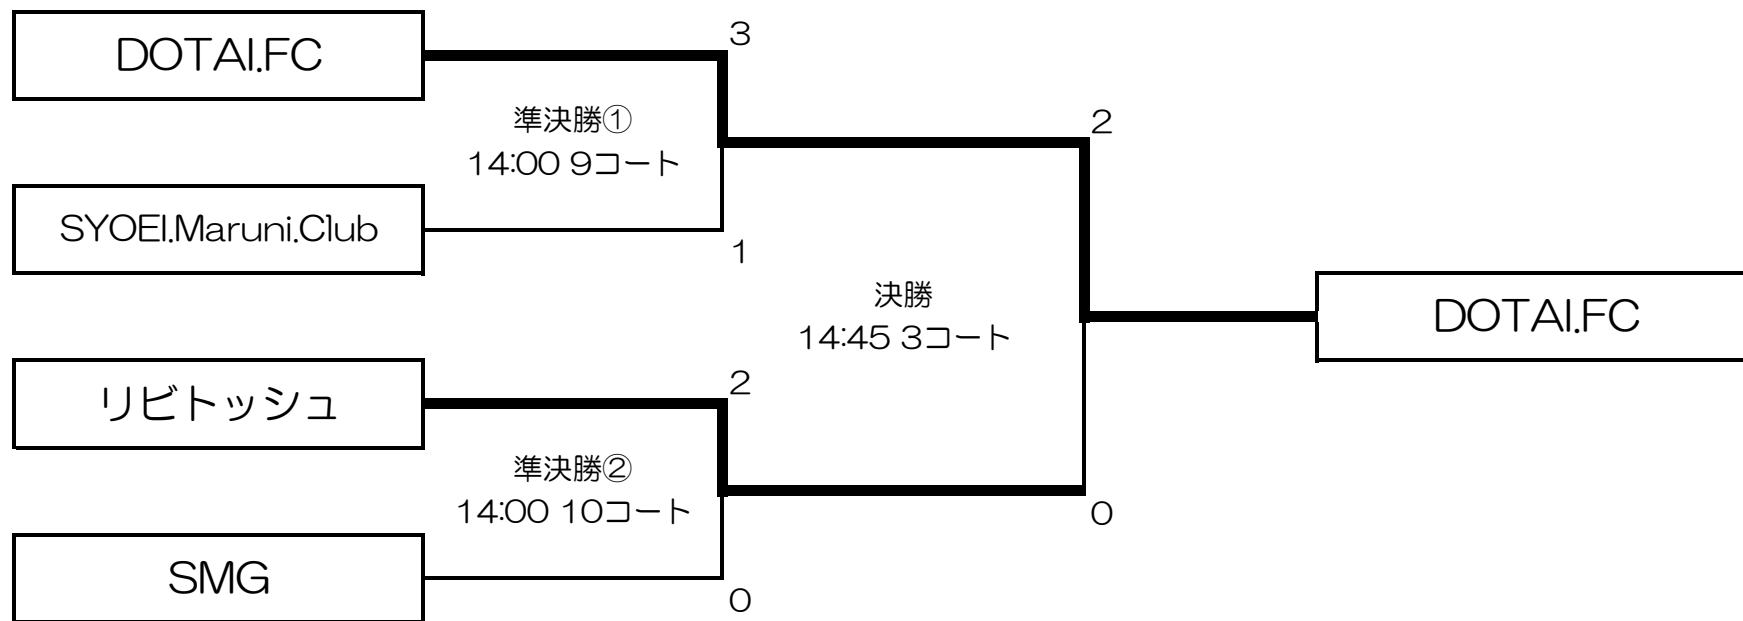 DOTAI.FC
3
準決勝①
14:00 9コート
SYOEI.Maruni.Club
1
2
決勝
14:45 3コート
DOTAI.FC
リビトッシュ
2
準決勝②
14:00 10コート
0
SMG
0